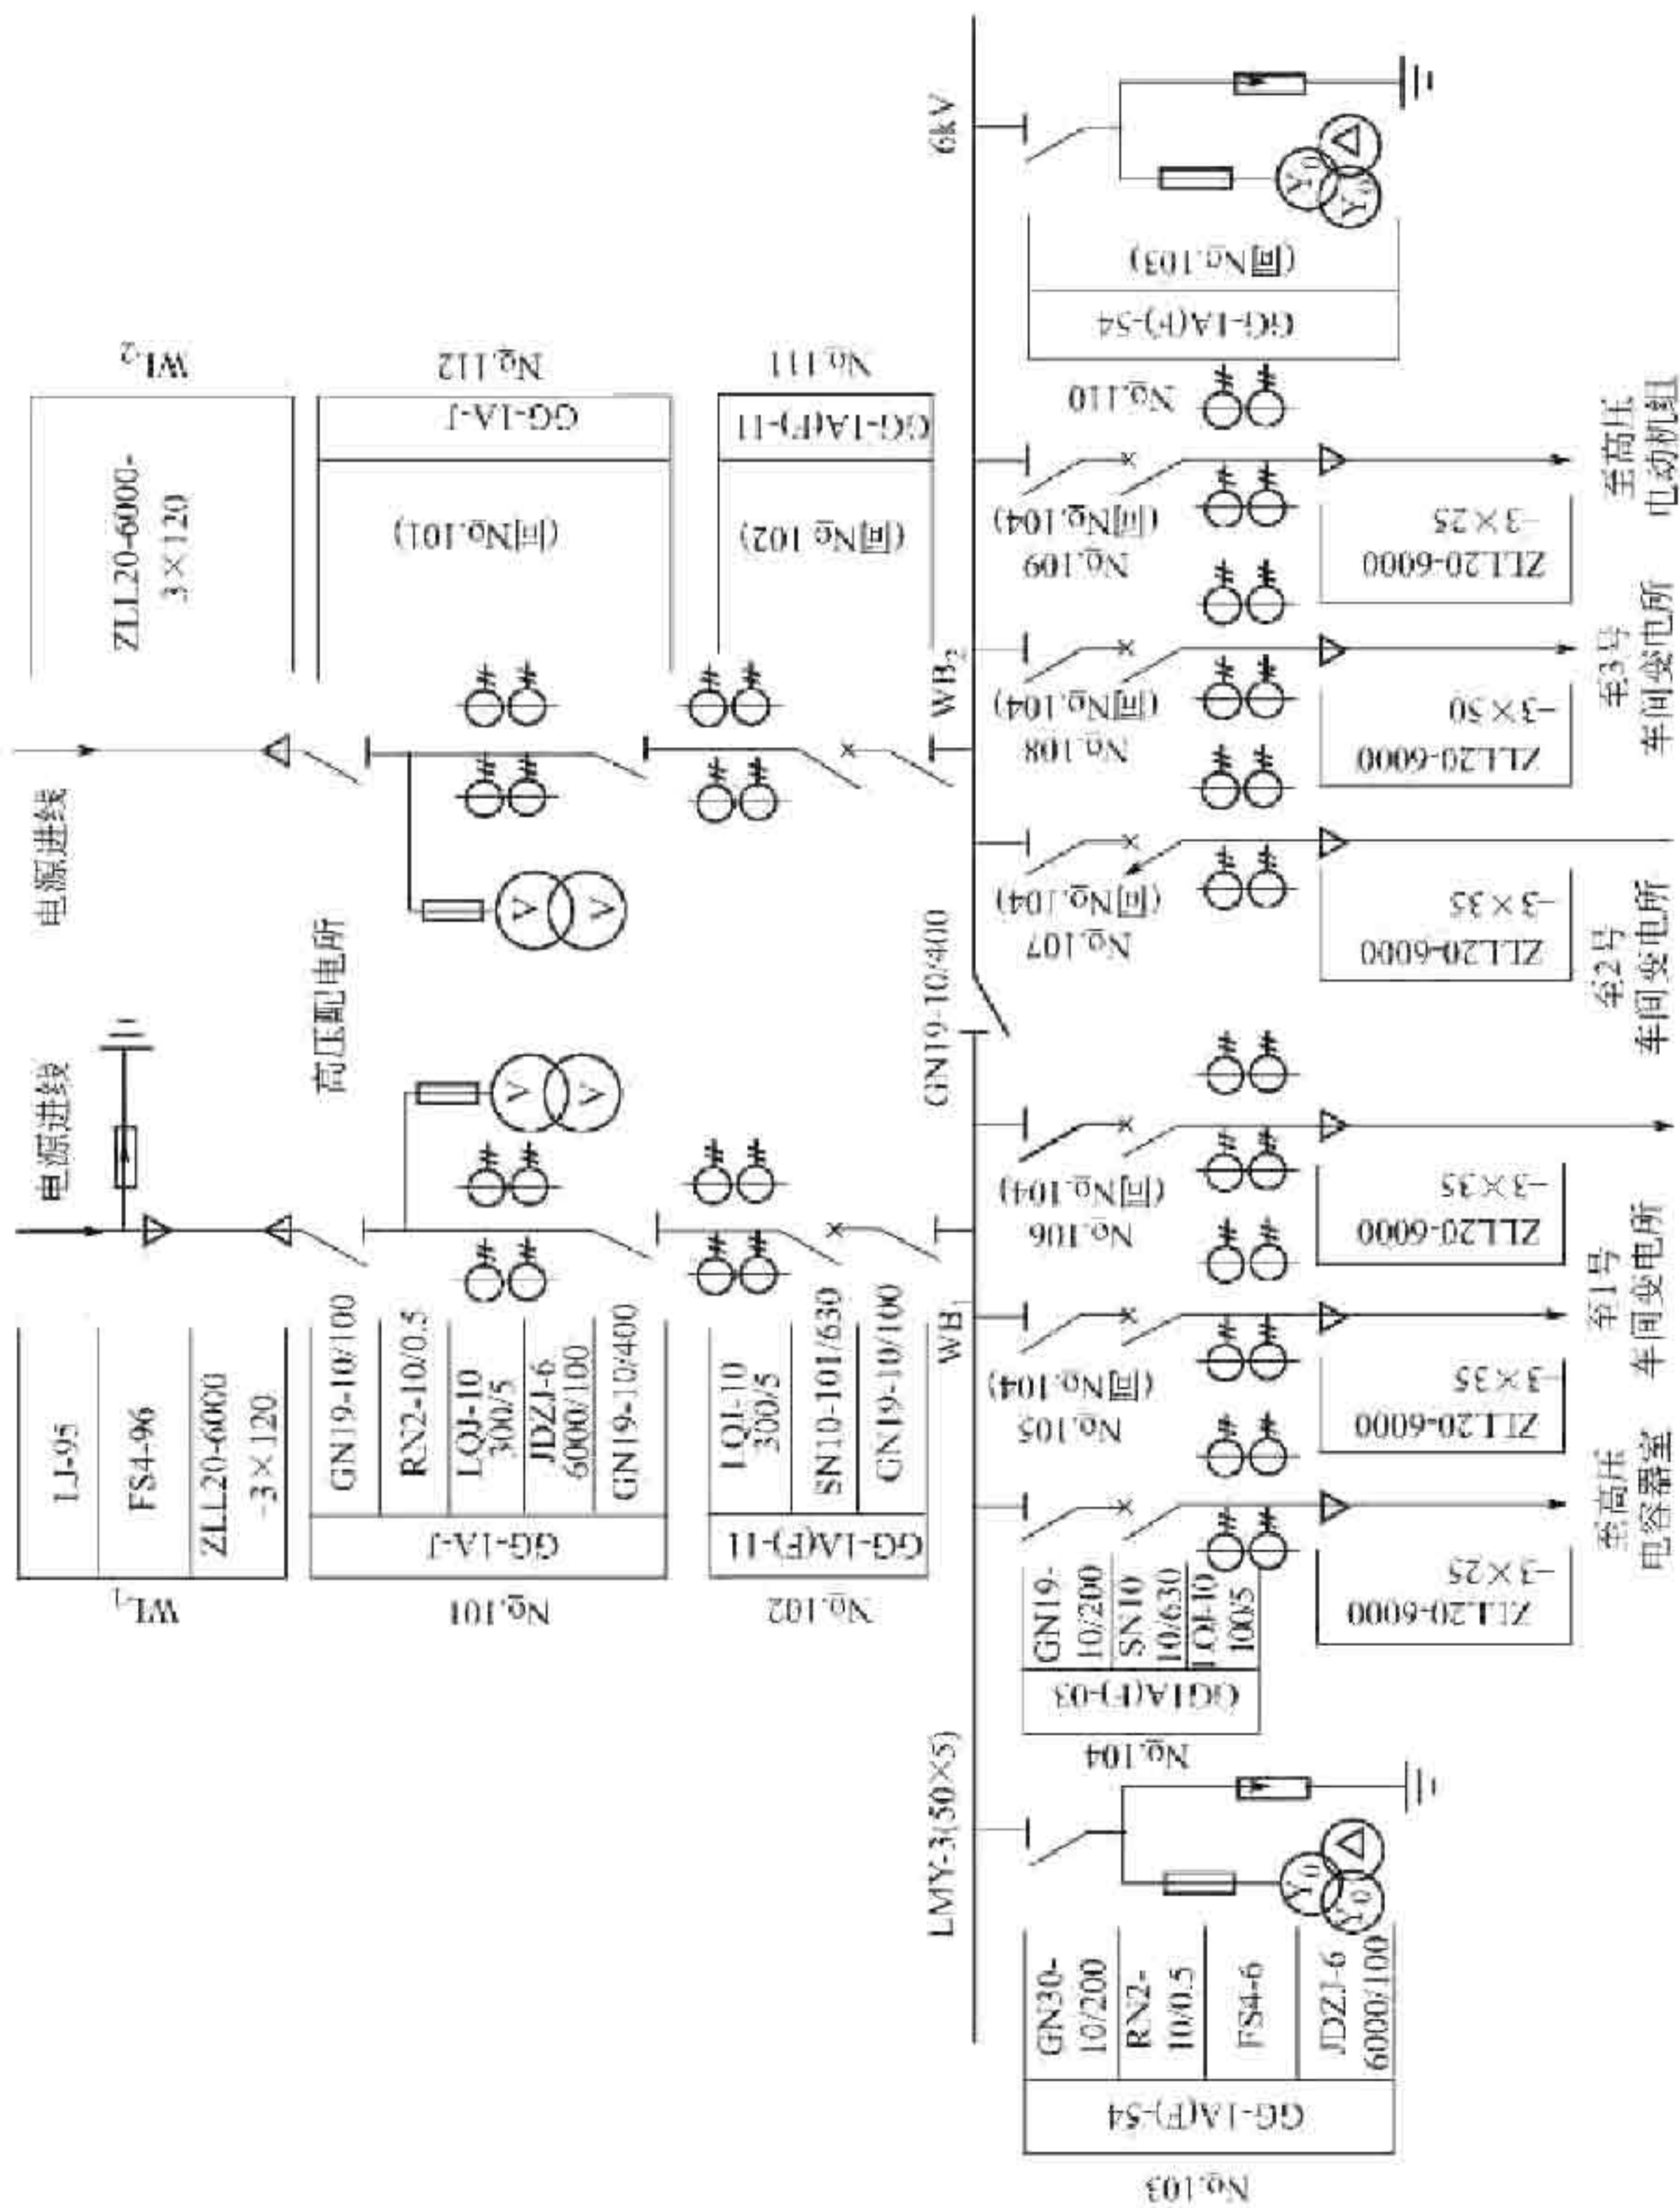 电源进线
电源进线
WL1
LJ-95
FS4-96
ZLL20-6000
-3×120
WL2
ZLL20-6000-
3×120
高压配电所
No.101
GG-1A-J
GN19-10/100
RN2-10/0.5
LQJ-10
300/5
JDZJ-6
6000/100
GN19-10/400
V
V
V
V
No.112
GG-1A-J
(同No.101)
No.102
GG-1A(F)-11
LQJ-10
300/5
SN10-101/630
GN19-10/100
No.111
GG-1A(F)-11
(同No 102)
LMY-3(50×5)
WB1
GN19-10/400
WB2
6kV
No.103
GG-1A(F)-54
GN30-
10/200
RN2-
10/0.5
FS4-6
JDZJ-6
6000/100
Y0
Y0
△
No.104
GG1A(F)-03
GN19-
10/200
SN10
10/630
LQJ-10
100/5
ZLL20-6000
-3×25
至高压
电容器室
No.105
(同No.104)
ZLL20-6000
-3×35
至1号
车间变电所
No.106
(同No.104)
ZLL20-6000
-3×35
No.107
(同No.104)
ZLL20-6000
-3×35
至2号
车间变电所
No.108
(同No.104)
ZLL20-6000
-3×50
至3号
车间变电所
No.109
(同No.104)
ZLL20-6000
-3×25
至高压
电动机组
No.110
GG-1A(F)-54
(同No.103)
Y0
Y0
△